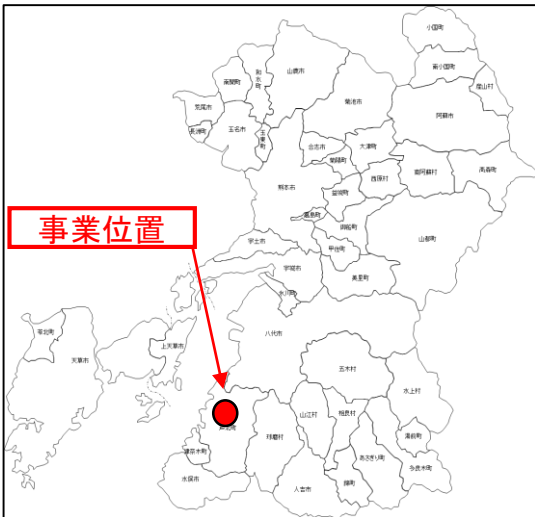 小国町
南小国町
産山村
和水町
山鹿市
南関町
菊池市
荒尾市
阿蘇市
玉名市
長洲町
玉東町
合志市
大津町
菊陽町
高森町
南阿蘇村
西原村
熊本市
益城町
嘉島町
御船町
事業位置
宇土市
甲佐町
山都町
宇城市
美里町
氷川町
八代市
苓北町
上天草市
天草市
五木村
水上村
山江村
相良村
湯前町
球磨村
津奈木町
あさぎり町
多良木町
水俣市
人吉市
錦町